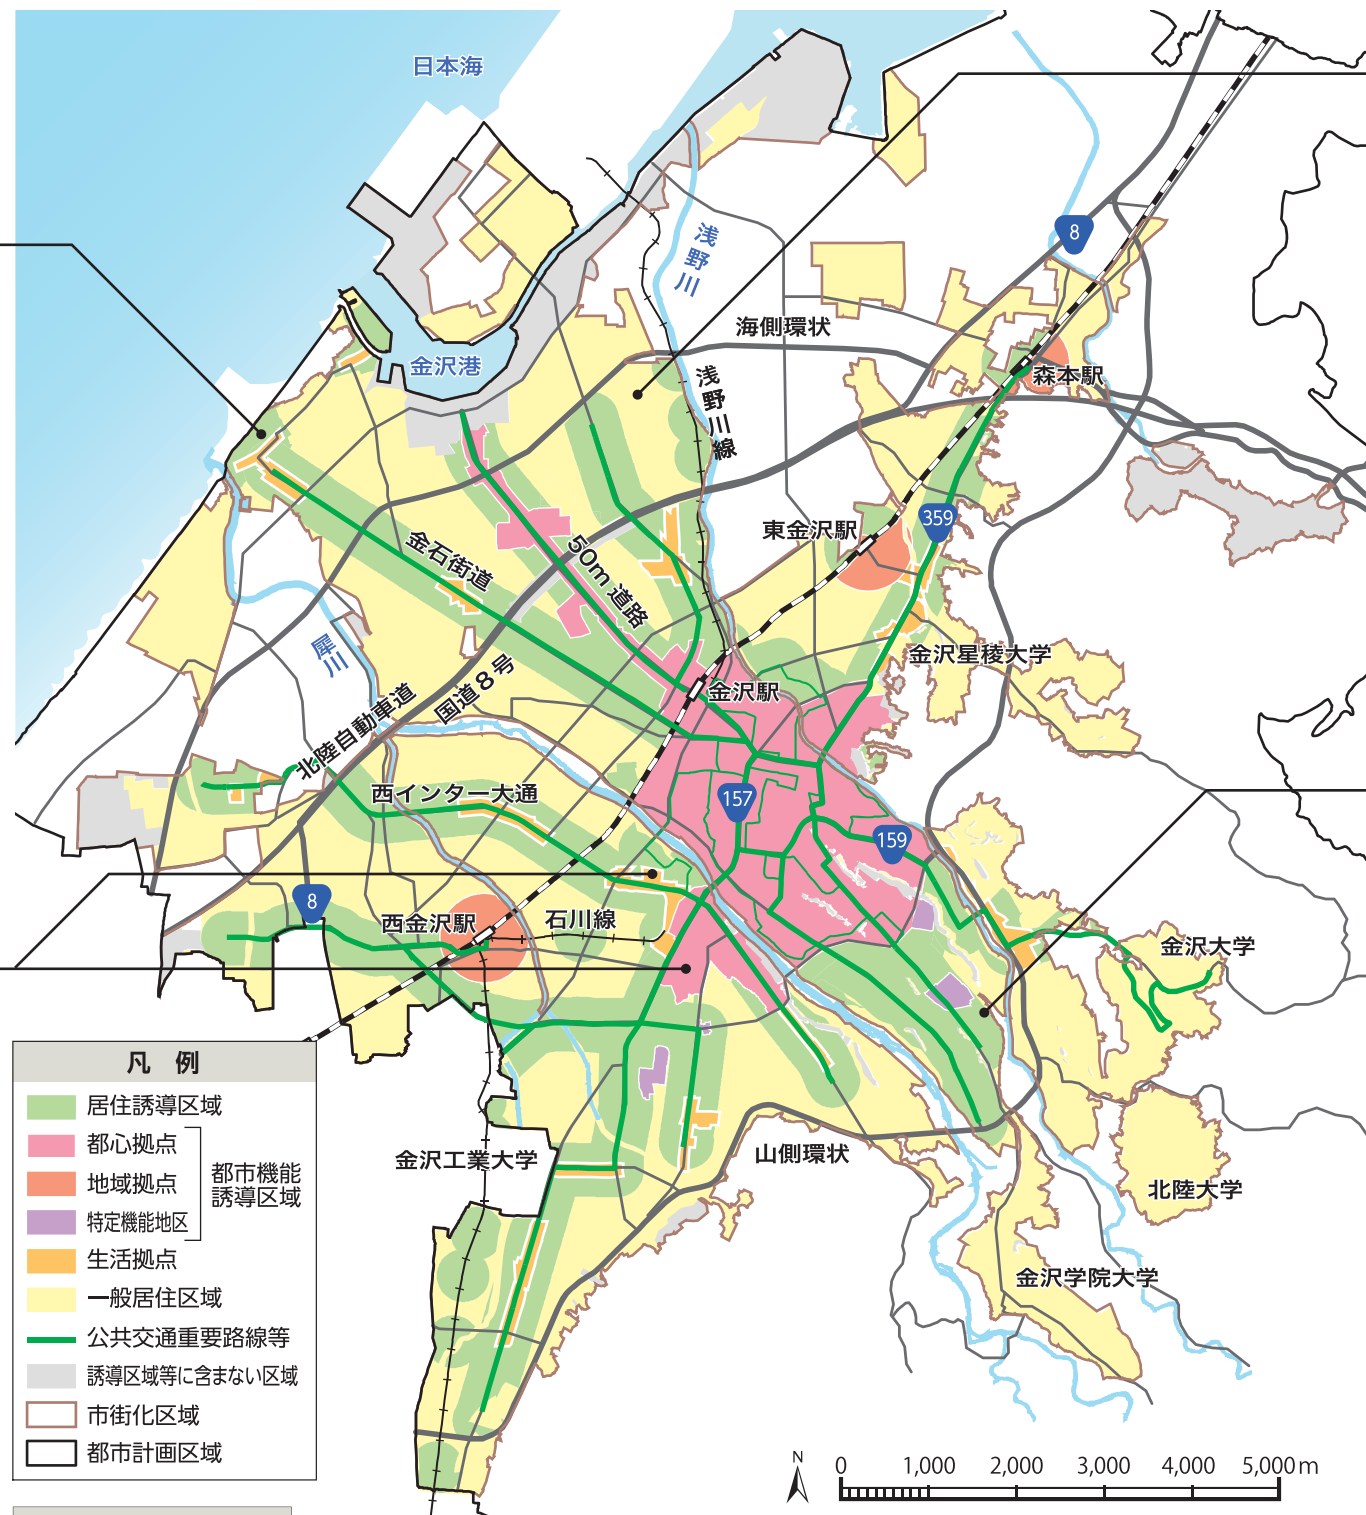 日本海
浅野川
8
海側環状
金沢港
森本駅
浅野川線
359
東金沢駅
金石街道
50m道路
犀川
金沢星稜大学
金沢駅
国道8号
北陸自動車道
西インター大通
157
159
8
西金沢駅
石川線
金沢大学
金沢工業大学
山側環状
北陸大学
金沢学院大学
凡 例
居住誘導区域
都心拠点
地域拠点
特定機能地区
都市機能
誘導区域
生活拠点
一般居住区域
公共交通重要路線等
誘導区域等に含まない区域
市街化区域
都市計画区域
N
0 1,000 2,000 3,000 4,000 5,000m